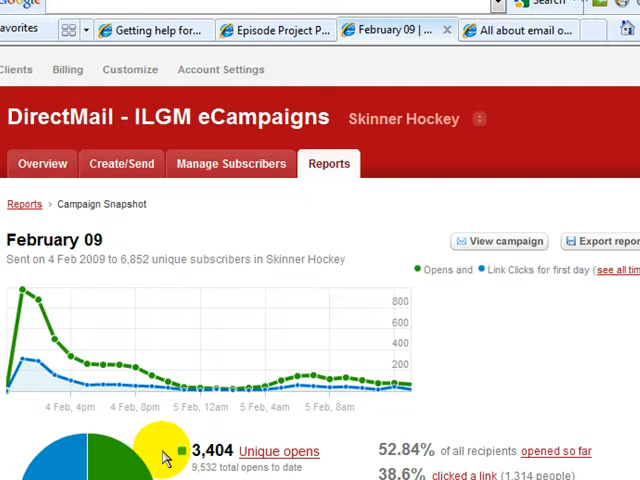 Google
Search
Favorites
Getting help for...
Episode Project P...
February 09 | ...
All about email o...
Clients Billing Customize Account Settings
DirectMail - ILGM eCampaigns Skinner Hockey
Overview Create/Send Manage Subscribers Reports
Reports > Campaign Snapshot
February 09
View campaign
Export repor
Sent on 4 Feb 2009 to 6,852 unique subscribers in Skinner Hockey
Opens and Link Clicks for first day (see all tim
800
600
400
200
4 Feb, 4pm 4 Feb, 8pm 5 Feb, 12am 5 Feb, 4am 5 Feb, 8am
3,404 Unique opens
9,532 total opens to date
52.84% of all recipients opened so far
38.6% clicked a link (1,314 people)